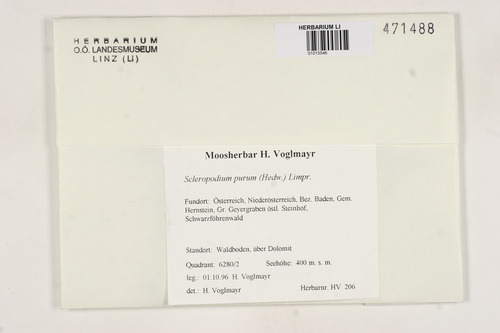 HERBARIUM
O.Ö. LANDESMUSEUM
LINZ (LI)
HERBARIUM LI
01015546
471488
Moosherbar H. Voglmayr
Scleropodium purum (Hedw.) Limpr.
Fundort: Österreich, Niederösterreich, Bez. Baden, Gem.
Hernstein, Gr. Geyergraben östl. Steinhof,
Schwarzföhrenwald
Standort: Waldboden, über Dolomit
Quadrant: 6280/2 Seehöhe: 400 m. s. m.
leg.: 01.10.96 H. Voglmayr
det.: H. Voglmayr Herbarnr. HV 206